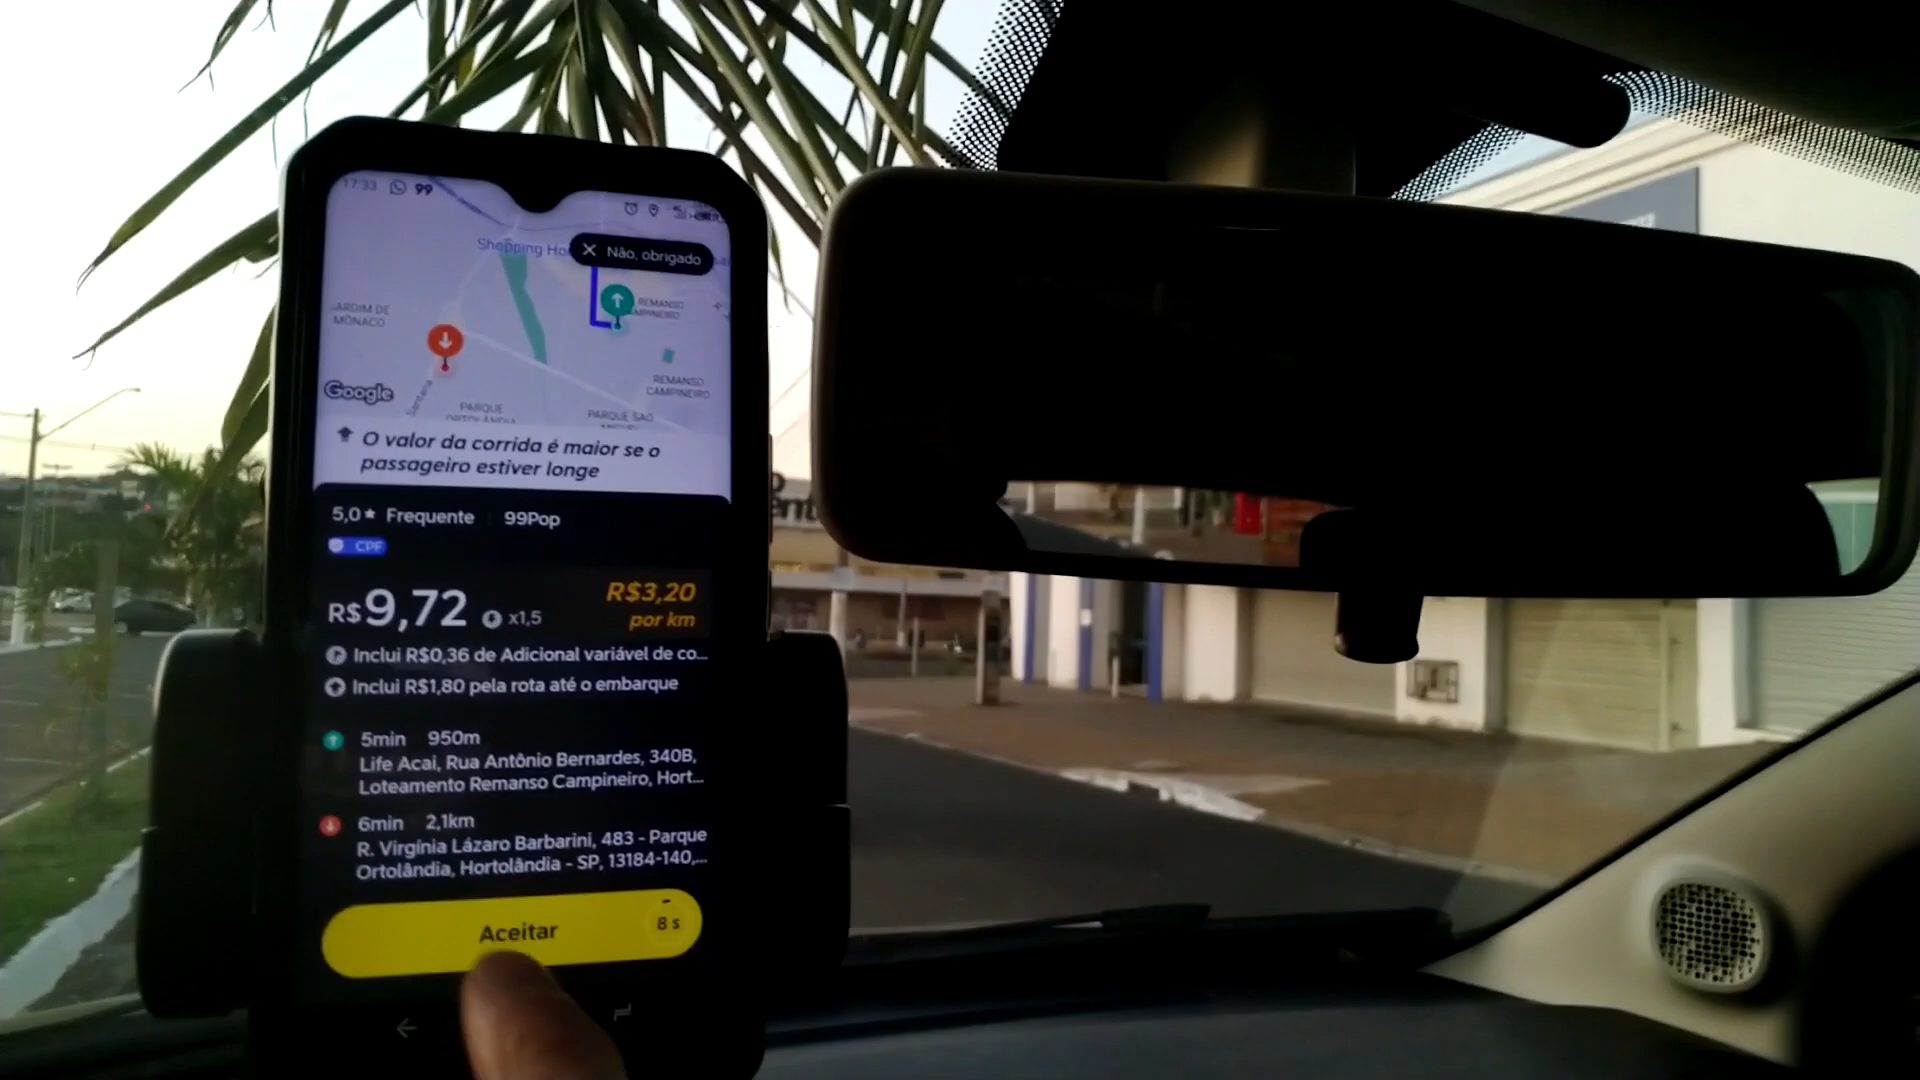 17:33 99
Shopping Ho
✕ Não, obrigado
JARDIM DE
MÔNACO
REMANSO
CAMPINEIRO
Google
Santana
REMANSO
CAMPINEIRO
PARQUE
ORTOLÂNDIA
PARQUE SÃO
O valor da corrida é maior se o
passageiro estiver longe
5,0★ Frequente 99Pop
CPF
R$9,72 x1,5
R$3,20
por km
Inclui R$0,36 de Adicional variável de co...
Inclui R$1,80 pela rota até o embarque
5min 950m
Life Acai, Rua Antônio Bernardes, 340B,
Loteamento Remanso Campineiro, Hort...
6min 2,1km
R. Virgínia Lázaro Barbarini, 483 - Parque
Ortolândia, Hortolândia - SP, 13184-140,...
Aceitar 8 s